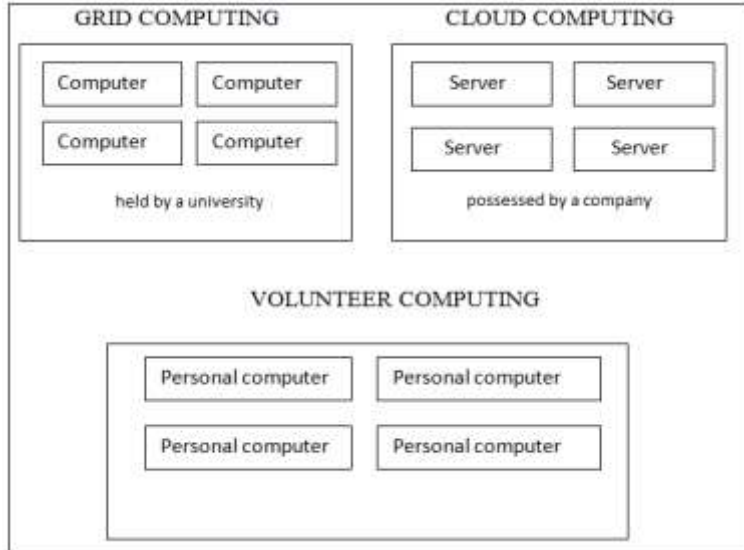 GRID COMPUTING
Computer Computer
Computer Computer
held by a university
CLOUD COMPUTING
Server Server
Server Server
possessed by a company
VOLUNTEER COMPUTING
Personal computer Personal computer
Personal computer Personal computer